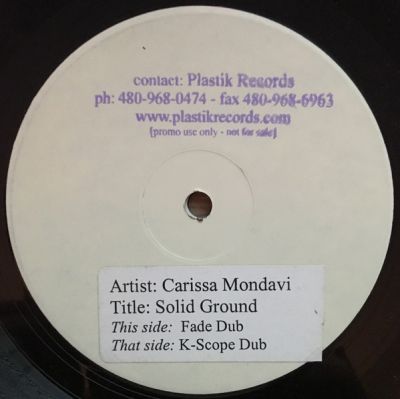 contact: Plastik Records
ph: 480-968-0474 - fax 480-968-6963
www.plastikrecords.com
[promo use only - not for sale]
Artist: Carissa Mondavi
Title: Solid Ground
This side: Fade Dub
That side: K-Scope Dub